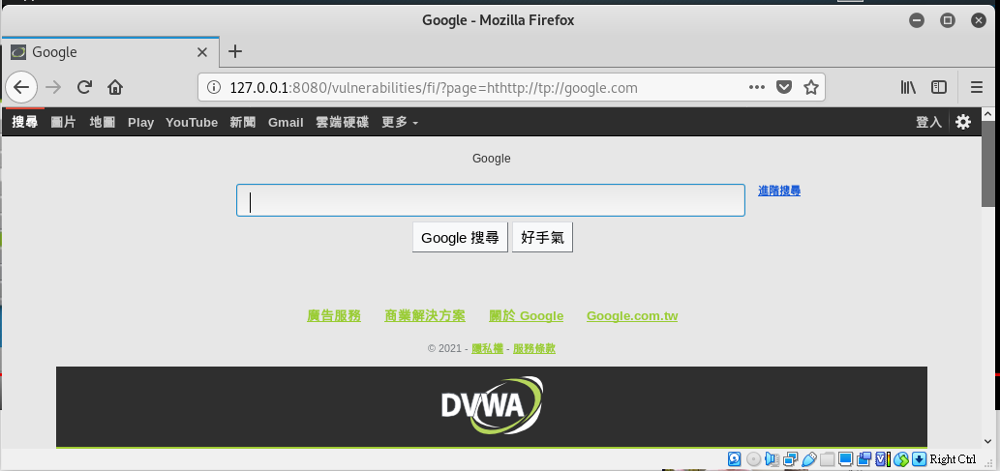 Google - Mozilla Firefox
Google
127.0.0.1:8080/vulnerabilities/fi/?page=hthttp://tp://google.com
搜尋 圖片 地圖 Play YouTube 新聞 Gmail 雲端硬碟 更多 登入
Google
進階搜尋
Google 搜尋 好手氣
廣告服務 商業解決方案 關於 Google Google.com.tw
© 2021 - 隱私權 - 服務條款
DVWA
Right Ctrl